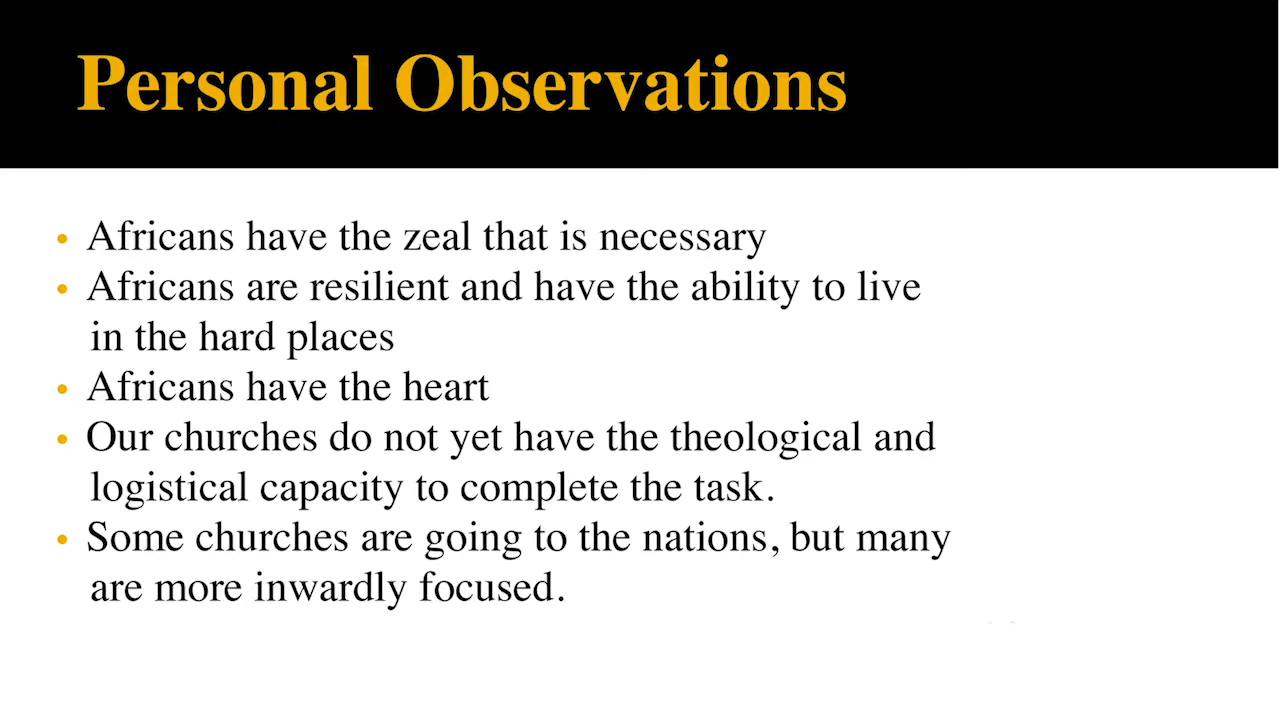 Personal Observations
• Africans have the zeal that is necessary
• Africans are resilient and have the ability to live
in the hard places
• Africans have the heart
• Our churches do not yet have the theological and
logistical capacity to complete the task.
• Some churches are going to the nations, but many
are more inwardly focused.